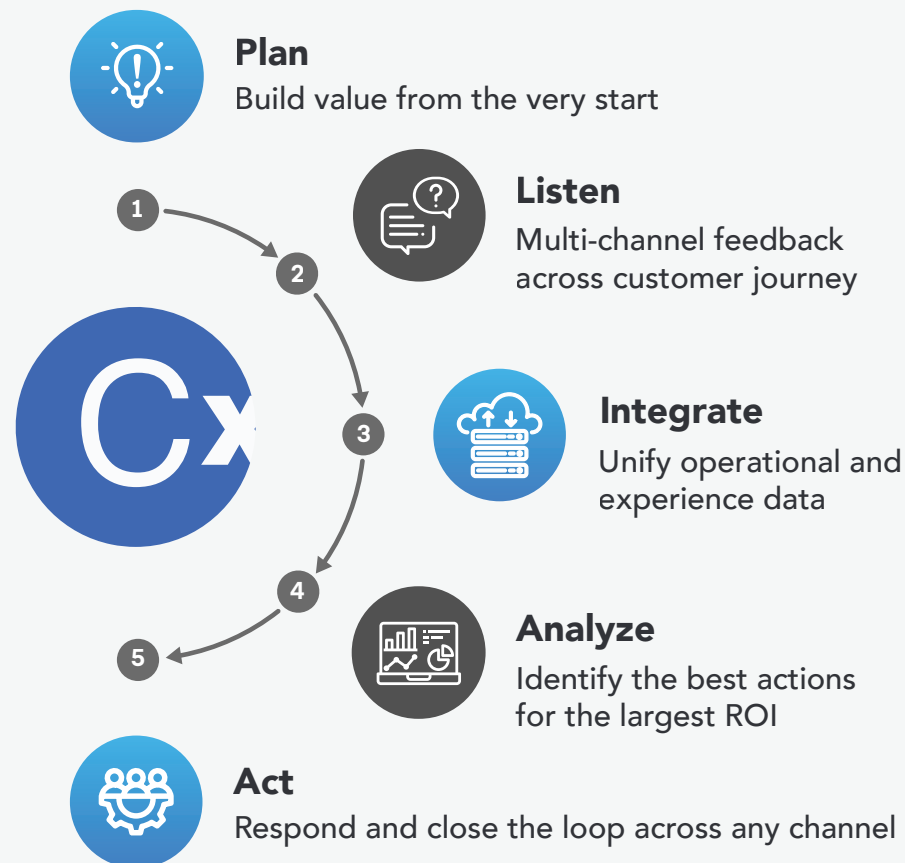 Plan
Build value from the very start
1
Listen
Multi-channel feedback
across customer journey
2
Cx
3
Integrate
Unify operational and
experience data
4
Analyze
Identify the best actions
for the largest ROI
5
Act
Respond and close the loop across any channel